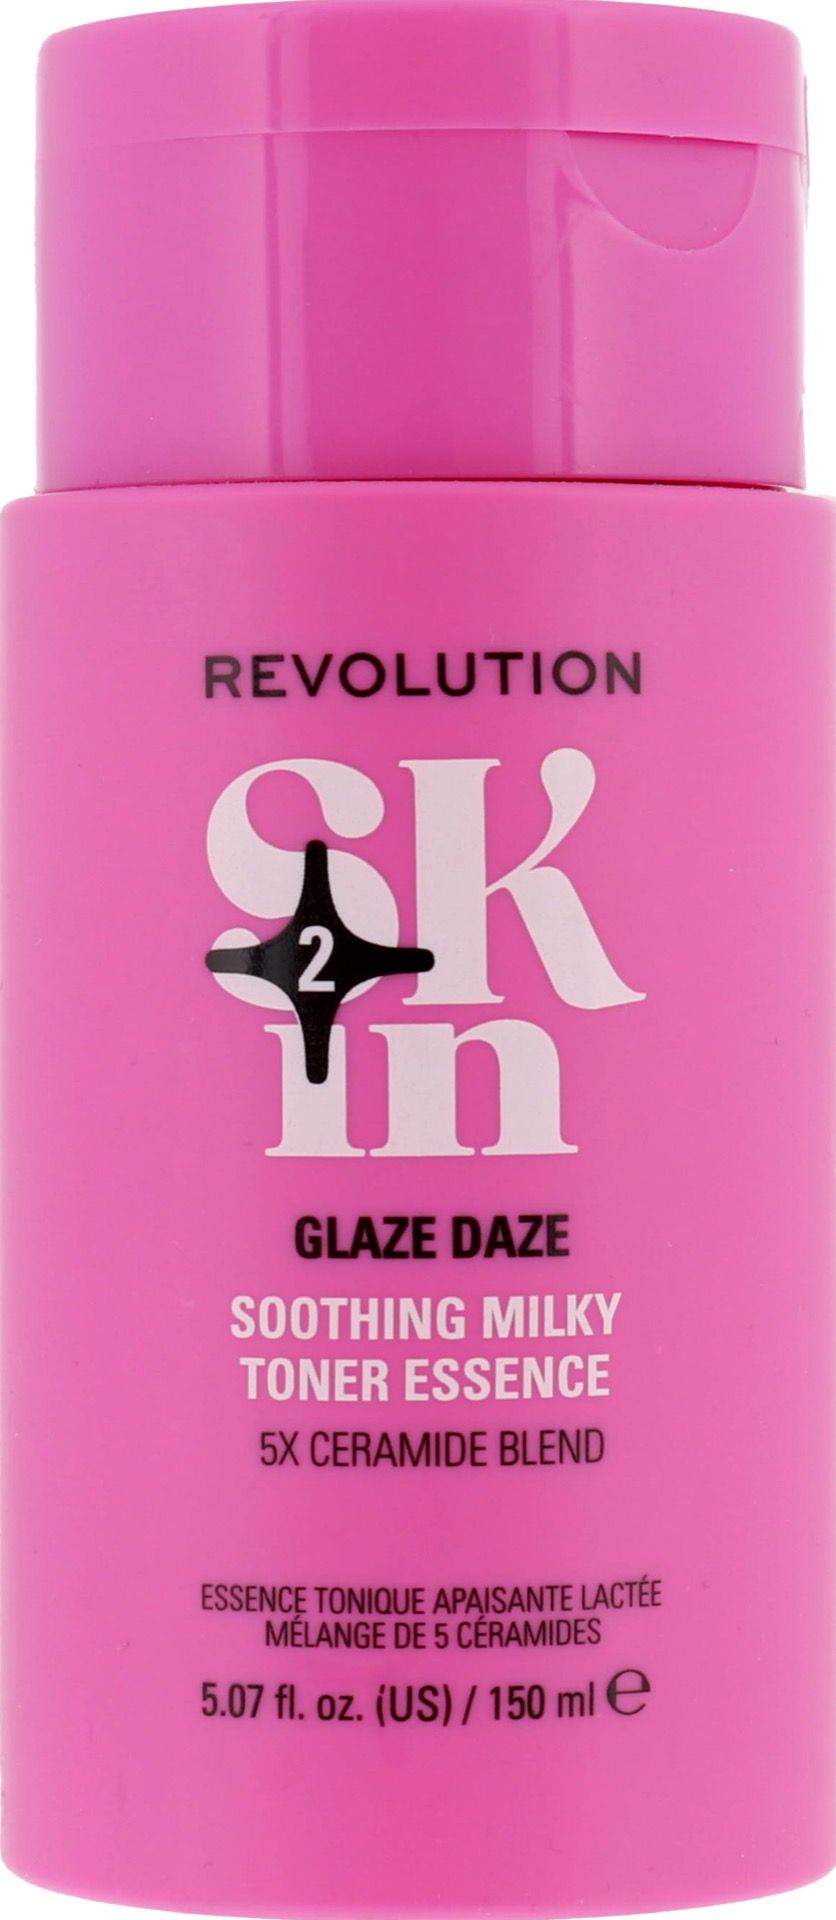 REVOLUTION
SK
2
in
GLAZE DAZE
SOOTHING MILKY
TONER ESSENCE
5X CERAMIDE BLEND
ESSENCE TONIQUE APAISANTE LACTÉE
MÉLANGE DE 5 CÉRAMIDES
5.07 fl. oz. (US) / 150 ml ℮